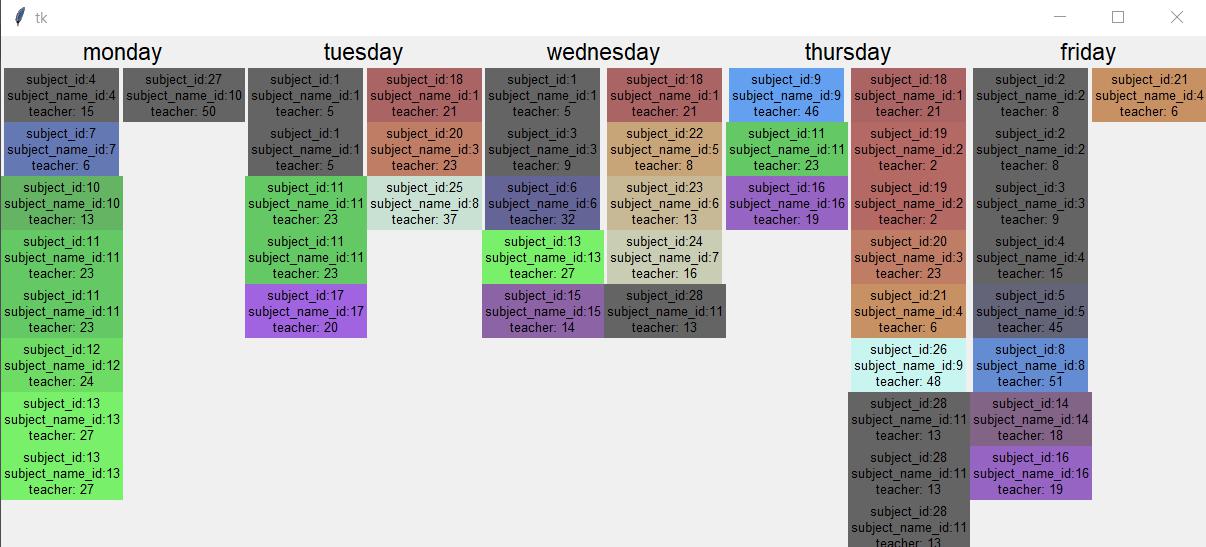 tk
monday
tuesday
wednesday
thursday
friday
subject_id:4
subject_name_id:4
teacher: 15
subject_id:7
subject_name_id:7
teacher: 6
subject_id:10
subject_name_id:10
teacher: 13
subject_id:11
subject_name_id:11
teacher: 23
subject_id:11
subject_name_id:11
teacher: 23
subject_id:12
subject_name_id:12
teacher: 24
subject_id:13
subject_name_id:13
teacher: 27
subject_id:13
subject_name_id:13
teacher: 27
subject_id:27
subject_name_id:10
teacher: 50
subject_id:1
subject_name_id:1
teacher: 5
subject_id:1
subject_name_id:1
teacher: 5
subject_id:11
subject_name_id:11
teacher: 23
subject_id:11
subject_name_id:11
teacher: 23
subject_id:17
subject_name_id:17
teacher: 20
subject_id:18
subject_name_id:1
teacher: 21
subject_id:20
subject_name_id:3
teacher: 23
subject_id:25
subject_name_id:8
teacher: 37
subject_id:1
subject_name_id:1
teacher: 5
subject_id:3
subject_name_id:3
teacher: 9
subject_id:6
subject_name_id:6
teacher: 32
subject_id:13
subject_name_id:13
teacher: 27
subject_id:15
subject_name_id:15
teacher: 14
subject_id:18
subject_name_id:1
teacher: 21
subject_id:22
subject_name_id:5
teacher: 8
subject_id:23
subject_name_id:6
teacher: 13
subject_id:24
subject_name_id:7
teacher: 16
subject_id:28
subject_name_id:11
teacher: 13
subject_id:9
subject_name_id:9
teacher: 46
subject_id:11
subject_name_id:11
teacher: 23
subject_id:16
subject_name_id:16
teacher: 19
subject_id:18
subject_name_id:1
teacher: 21
subject_id:19
subject_name_id:2
teacher: 2
subject_id:19
subject_name_id:2
teacher: 2
subject_id:20
subject_name_id:3
teacher: 23
subject_id:21
subject_name_id:4
teacher: 6
subject_id:26
subject_name_id:9
teacher: 48
subject_id:28
subject_name_id:11
teacher: 13
subject_id:28
subject_name_id:11
teacher: 13
subject_id:28
subject_name_id:11
teacher: 13
subject_id:2
subject_name_id:2
teacher: 8
subject_id:2
subject_name_id:2
teacher: 8
subject_id:3
subject_name_id:3
teacher: 9
subject_id:4
subject_name_id:4
teacher: 15
subject_id:5
subject_name_id:5
teacher: 45
subject_id:8
subject_name_id:8
teacher: 51
subject_id:14
subject_name_id:14
teacher: 18
subject_id:16
subject_name_id:16
teacher: 19
subject_id:21
subject_name_id:4
teacher: 6